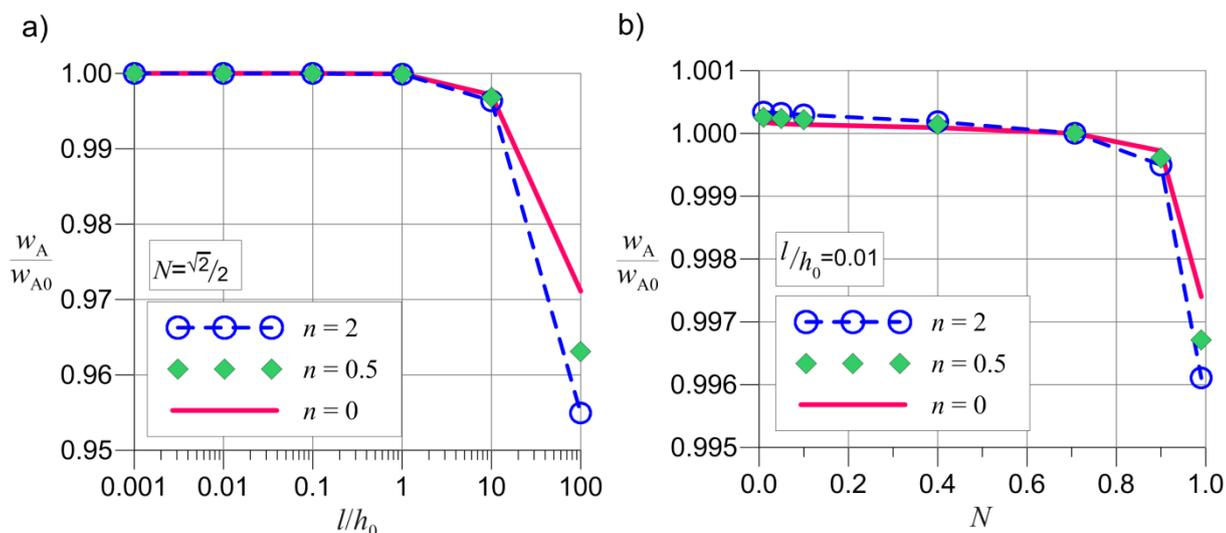 a)
1.00
0.99
0.98
0.97
0.96
0.95
w_A
w_A0
N=√2/2
n = 2
n = 0.5
n = 0
0.001 0.01 0.1 1 10 100
l/h_0
b)
1.001
1.000
0.999
0.998
0.997
0.996
0.995
w_A
w_A0
l/h_0=0.01
n = 2
n = 0.5
n = 0
0.0 0.2 0.4 0.6 0.8 1.0
N